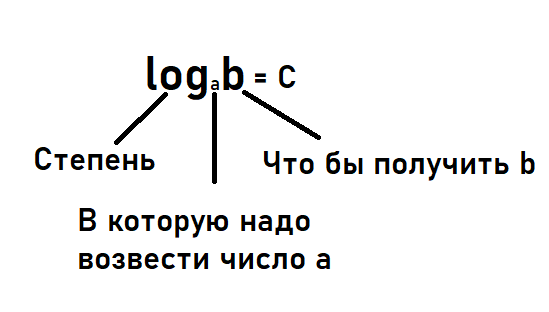 logₐb = C
Степень
Что бы получить b
В которую надо
возвести число a